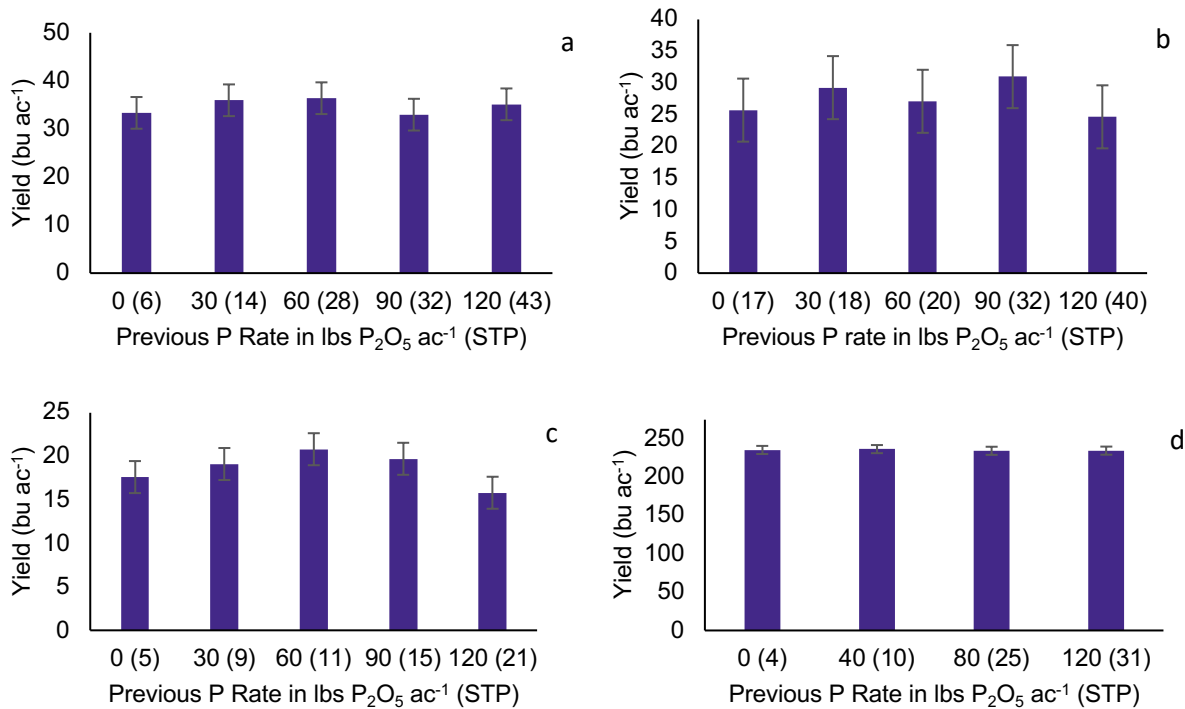 a
Yield (bu ac⁻¹)
50
40
30
20
10
0
0 (6) 30 (14) 60 (28) 90 (32) 120 (43)
Previous P Rate in lbs P₂O₅ ac⁻¹ (STP)
b
Yield (bu ac⁻¹)
40
35
30
25
20
15
10
5
0
0 (17) 30 (18) 60 (20) 90 (32) 120 (40)
Previous P rate in lbs P₂O₅ ac⁻¹ (STP)
c
Yield (bu ac⁻¹)
25
20
15
10
5
0
0 (5) 30 (9) 60 (11) 90 (15) 120 (21)
Previous P Rate in lbs P₂O₅ ac⁻¹ (STP)
d
Yield (bu ac⁻¹)
250
200
150
100
50
0
0 (4) 40 (10) 80 (25) 120 (31)
Previous P Rate in lbs P₂O₅ ac⁻¹ (STP)